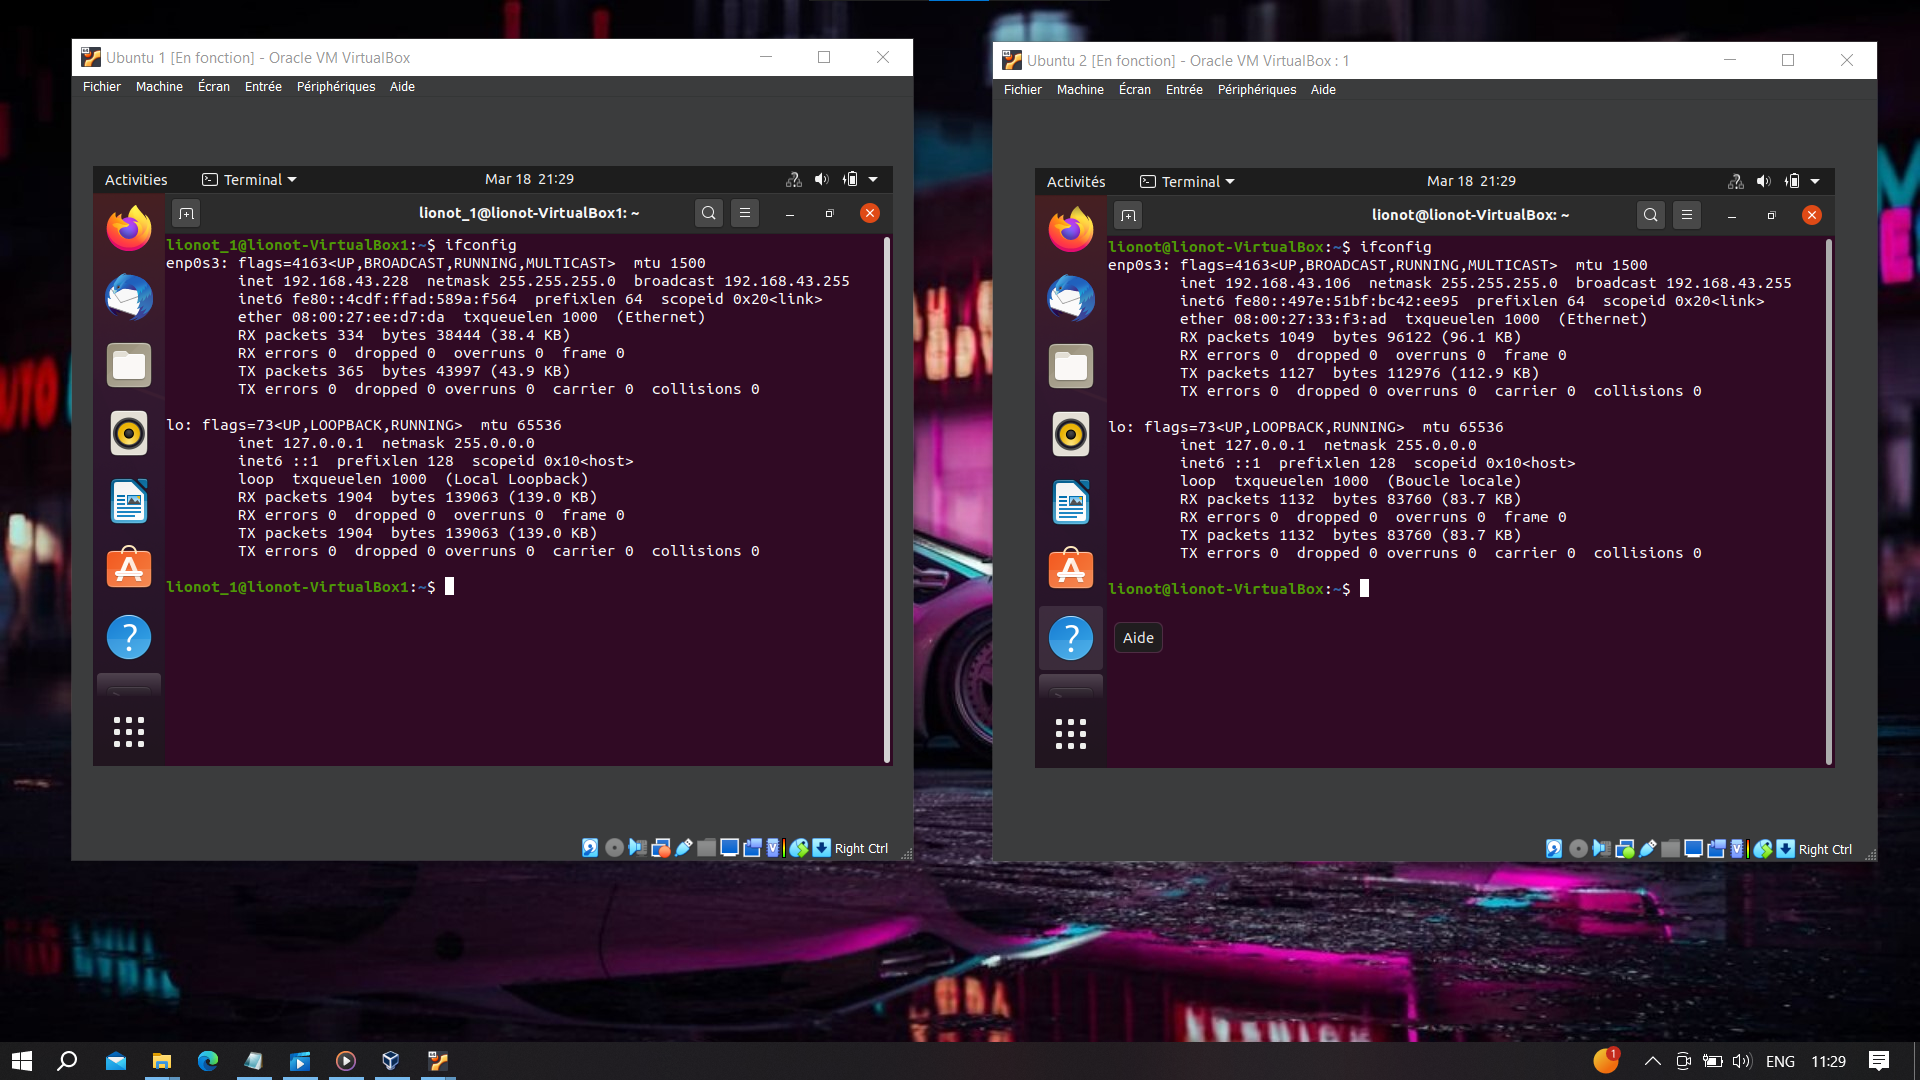 Ubuntu 1 [En fonction] - Oracle VM VirtualBox
Fichier Machine Écran Entrée Périphériques Aide
Activities Terminal Mar 18 21:29
lionot_1@lionot-VirtualBox1: ~
lionot_1@lionot-VirtualBox1:~$ ifconfig
enp0s3: flags=4163<UP,BROADCAST,RUNNING,MULTICAST> mtu 1500
inet 192.168.43.228 netmask 255.255.255.0 broadcast 192.168.43.255
inet6 fe80::4cdf:ffad:589a:f564 prefixlen 64 scopeid 0x20<link>
ether 08:00:27:ee:d7:da txqueuelen 1000 (Ethernet)
RX packets 334 bytes 38444 (38.4 KB)
RX errors 0 dropped 0 overruns 0 frame 0
TX packets 365 bytes 43997 (43.9 KB)
TX errors 0 dropped 0 overruns 0 carrier 0 collisions 0
lo: flags=73<UP,LOOPBACK,RUNNING> mtu 65536
inet 127.0.0.1 netmask 255.0.0.0
inet6 ::1 prefixlen 128 scopeid 0x10<host>
loop txqueuelen 1000 (Local Loopback)
RX packets 1904 bytes 139063 (139.0 KB)
RX errors 0 dropped 0 overruns 0 frame 0
TX packets 1904 bytes 139063 (139.0 KB)
TX errors 0 dropped 0 overruns 0 carrier 0 collisions 0
lionot_1@lionot-VirtualBox1:~$
Right Ctrl
Ubuntu 2 [En fonction] - Oracle VM VirtualBox : 1
Fichier Machine Écran Entrée Périphériques Aide
Activités Terminal Mar 18 21:29
lionot@lionot-VirtualBox: ~
lionot@lionot-VirtualBox:~$ ifconfig
enp0s3: flags=4163<UP,BROADCAST,RUNNING,MULTICAST> mtu 1500
inet 192.168.43.106 netmask 255.255.255.0 broadcast 192.168.43.255
inet6 fe80::497e:51bf:bc42:ee95 prefixlen 64 scopeid 0x20<link>
ether 08:00:27:33:f3:ad txqueuelen 1000 (Ethernet)
RX packets 1049 bytes 96122 (96.1 KB)
RX errors 0 dropped 0 overruns 0 frame 0
TX packets 1127 bytes 112976 (112.9 KB)
TX errors 0 dropped 0 overruns 0 carrier 0 collisions 0
lo: flags=73<UP,LOOPBACK,RUNNING> mtu 65536
inet 127.0.0.1 netmask 255.0.0.0
inet6 ::1 prefixlen 128 scopeid 0x10<host>
loop txqueuelen 1000 (Boucle locale)
RX packets 1132 bytes 83760 (83.7 KB)
RX errors 0 dropped 0 overruns 0 frame 0
TX packets 1132 bytes 83760 (83.7 KB)
TX errors 0 dropped 0 overruns 0 carrier 0 collisions 0
lionot@lionot-VirtualBox:~$
Aide
Right Ctrl
1 ENG 11:29